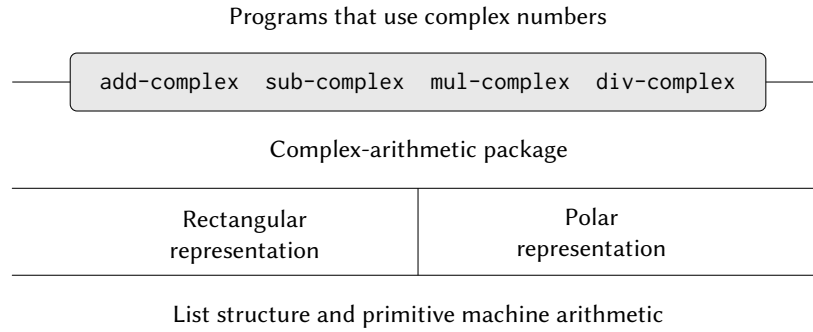 Programs that use complex numbers
add-complex sub-complex mul-complex div-complex
Complex-arithmetic package
Rectangular
representation
Polar
representation
List structure and primitive machine arithmetic